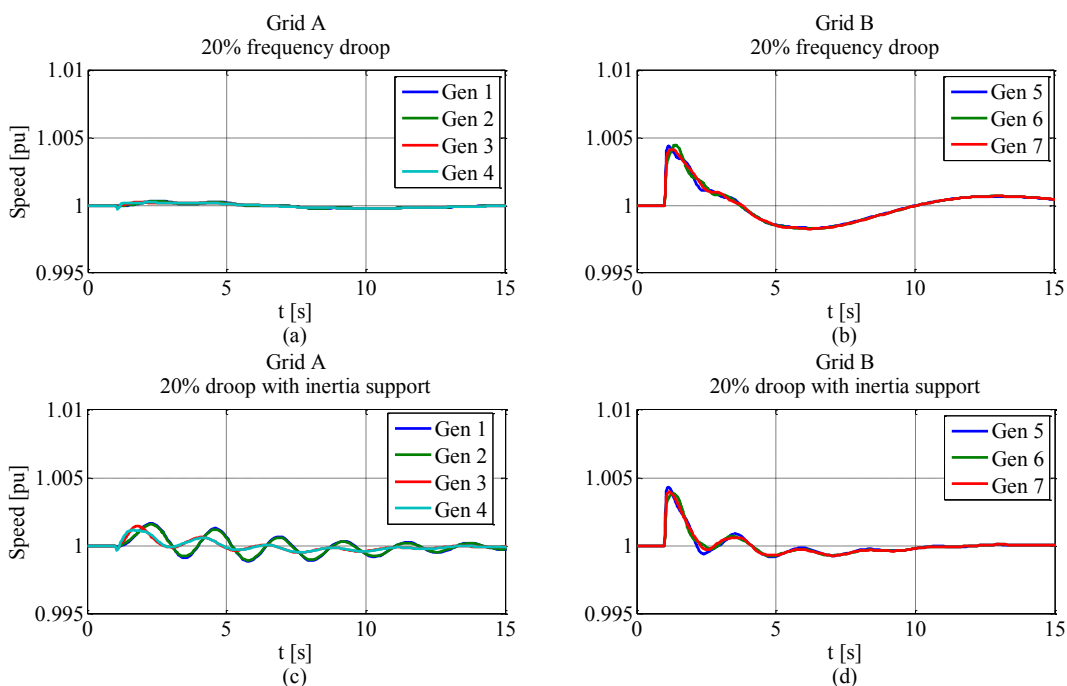 Grid A
20% frequency droop
1.01
1.005
1
0.995
Speed [pu]
Gen 1
Gen 2
Gen 3
Gen 4
0 5 10 15
t [s]
(a)
Grid B
20% frequency droop
1.01
1.005
1
0.995
Gen 5
Gen 6
Gen 7
0 5 10 15
t [s]
(b)
Grid A
20% droop with inertia support
1.01
1.005
1
0.995
Speed [pu]
Gen 1
Gen 2
Gen 3
Gen 4
0 5 10 15
t [s]
(c)
Grid B
20% droop with inertia support
1.01
1.005
1
0.995
Gen 5
Gen 6
Gen 7
0 5 10 15
t [s]
(d)